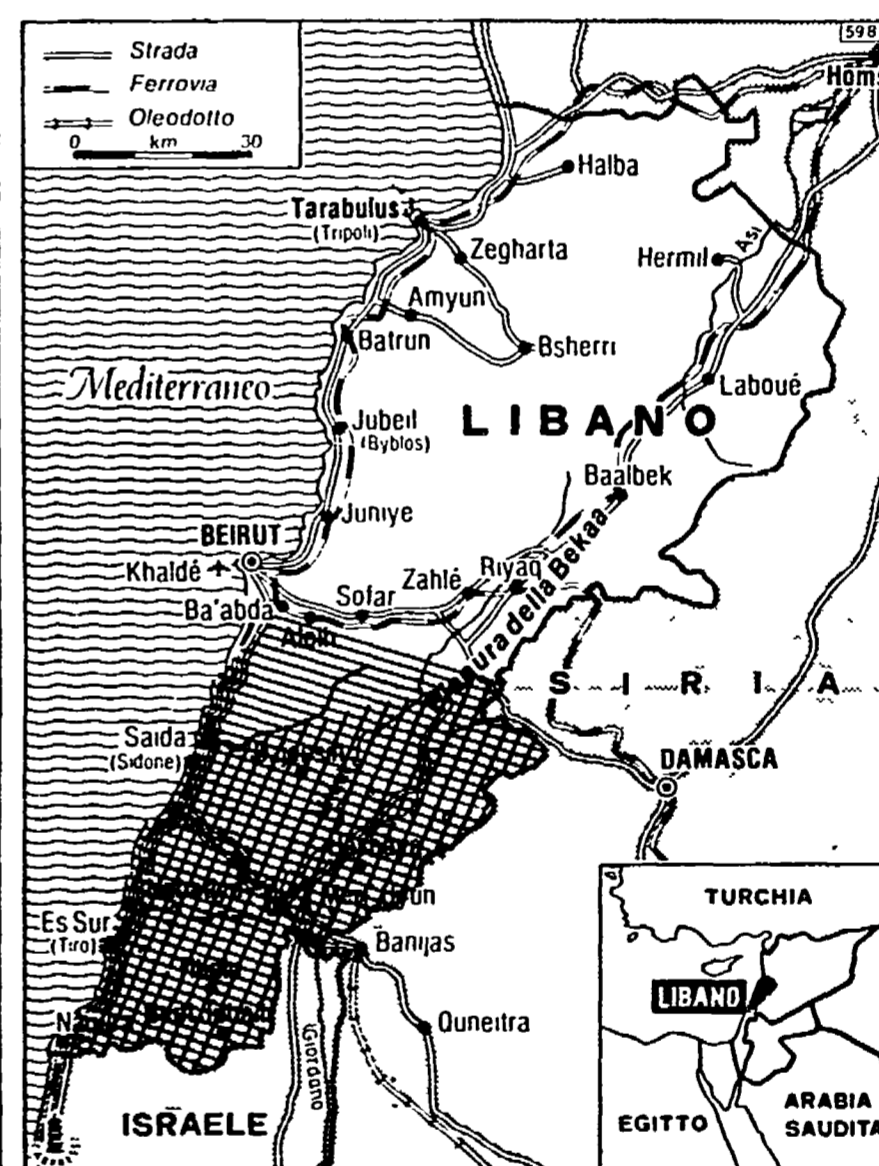 Strada
Ferrovia
Oleodotto
0 km 30
598
Homs
Halba
Tarabulus
(Tripoli)
Zegharta
Hermil
Asi
Amyun
Batrun
Bsherri
Mediterraneo
Laboué
Jubeil
(Byblos)
LIBANO
Baalbek
Juniye
BEIRUT
Khaldé
Zahlé
Riyaq
Ba'abda
Sofar
Aleih
della Bekaa
SIRIA
Saida
(Sidone)
DAMASCA
TURCHIA
Es Sur
(Tiro)
Banijas
LIBANO
Quneitra
Giordano
ISRAELE
EGITTO
ARABIA
SAUDITA